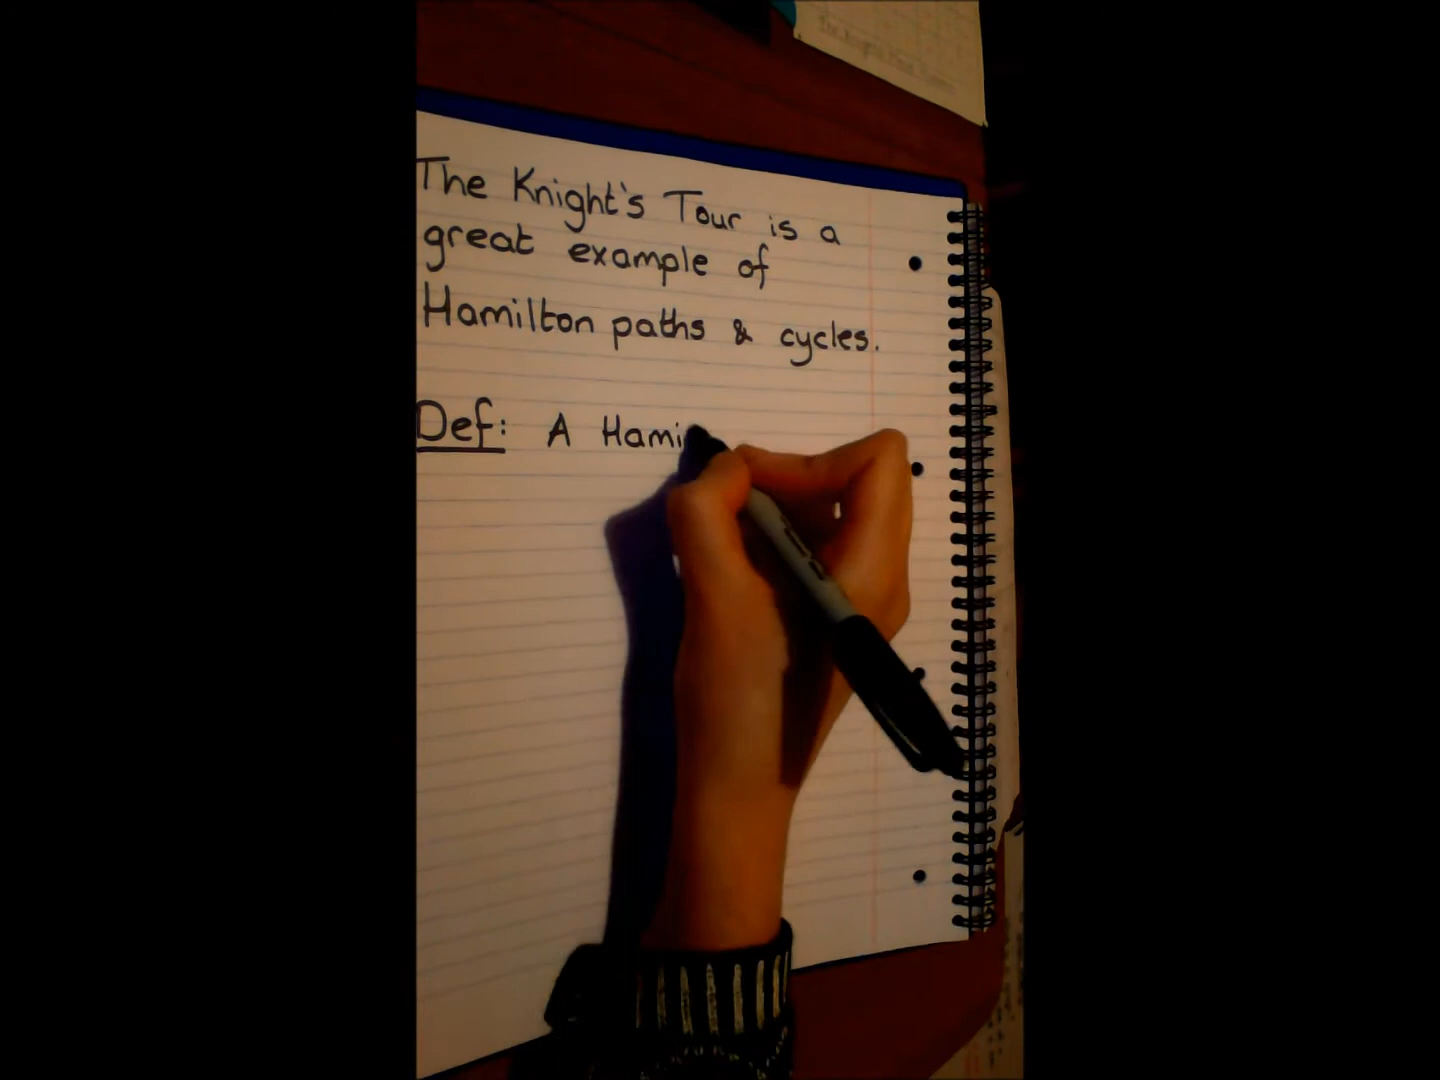 The Knight's Tour is a
great example of
Hamilton paths & cycles.
Def: A Hami